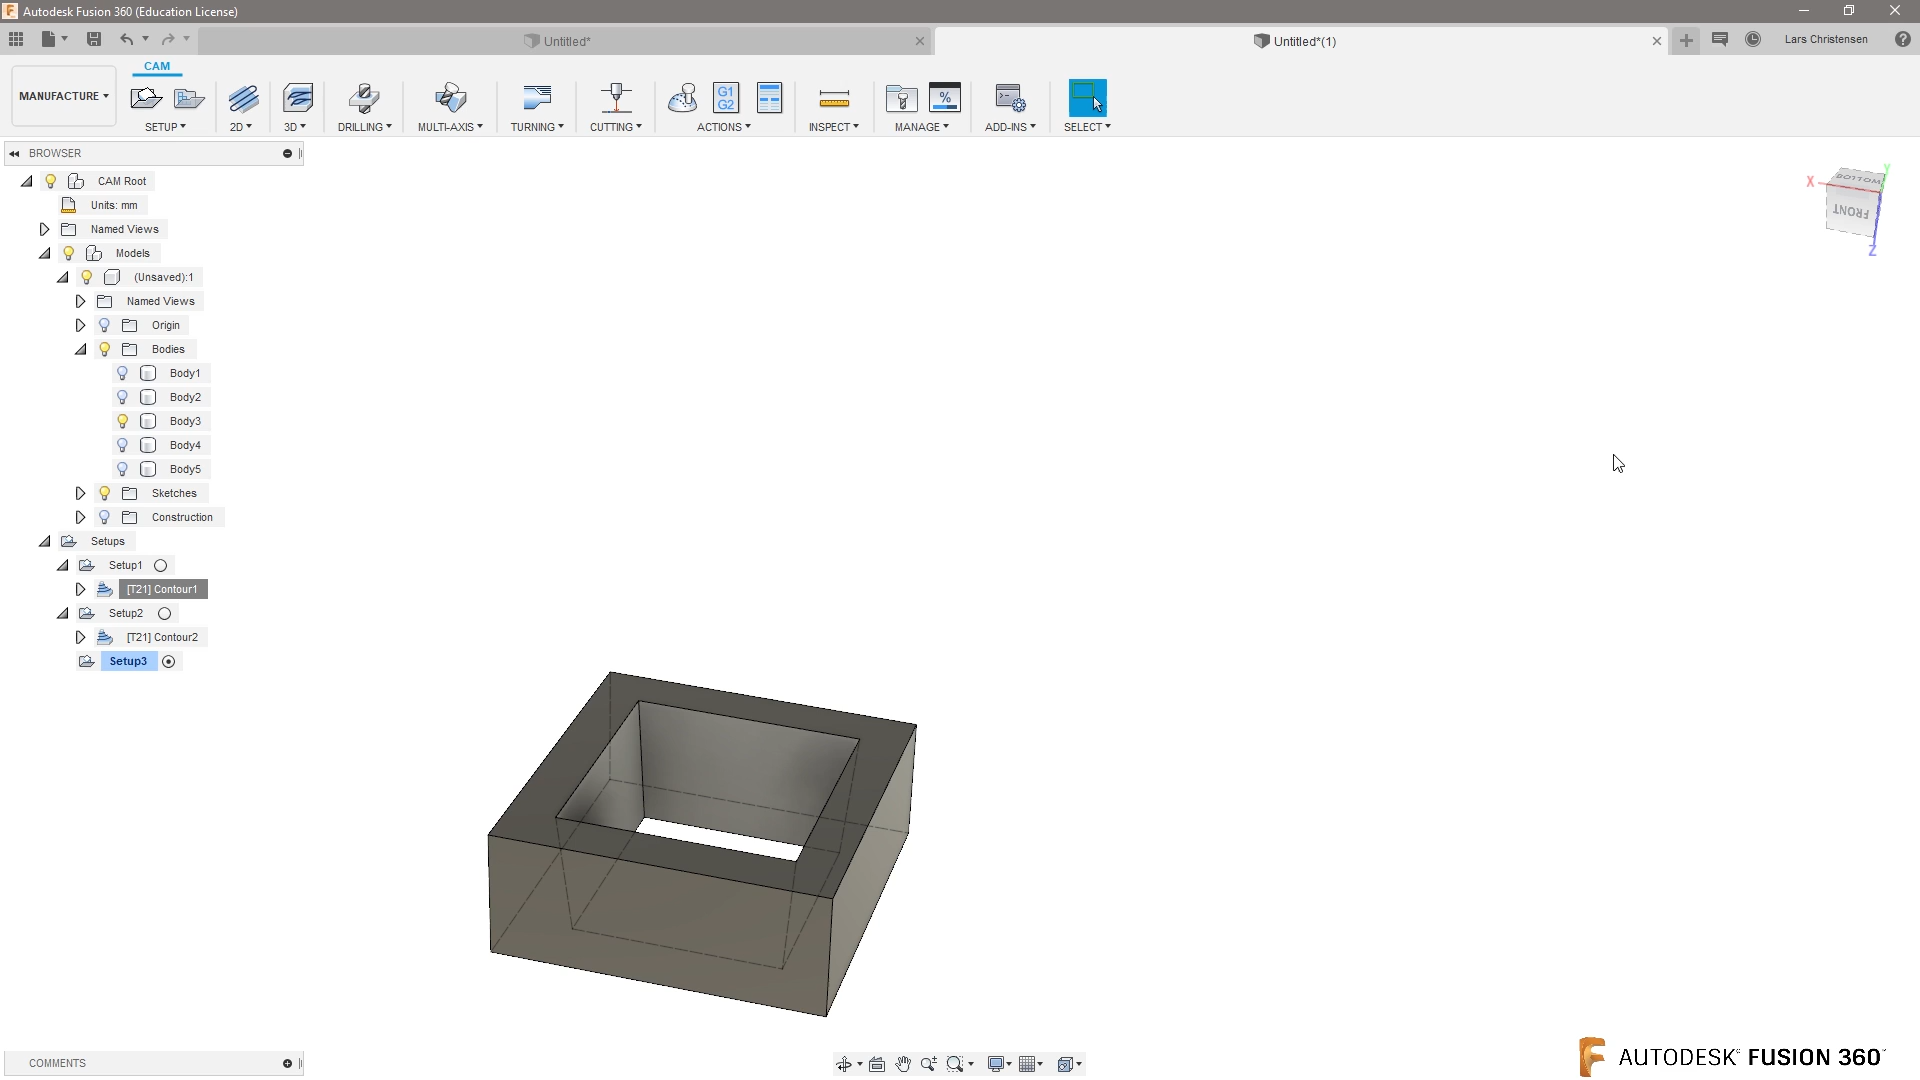 Autodesk Fusion 360 (Education License)
Untitled*
Untitled*(1)
Lars Christensen
CAM
MANUFACTURE
G1
G2
%
SETUP
2D
3D
DRILLING
MULTI-AXIS
TURNING
CUTTING
ACTIONS
INSPECT
MANAGE
ADD-INS
SELECT
BROWSER
CAM Root
Units: mm
Named Views
Models
(Unsaved):1
Named Views
Origin
Bodies
Body1
Body2
Body3
Body4
Body5
Sketches
Construction
Setups
Setup1
[T21] Contour1
Setup2
[T21] Contour2
Setup3
Y
X
BOTTOM
FRONT
Z
COMMENTS
AUTODESK® FUSION 360™